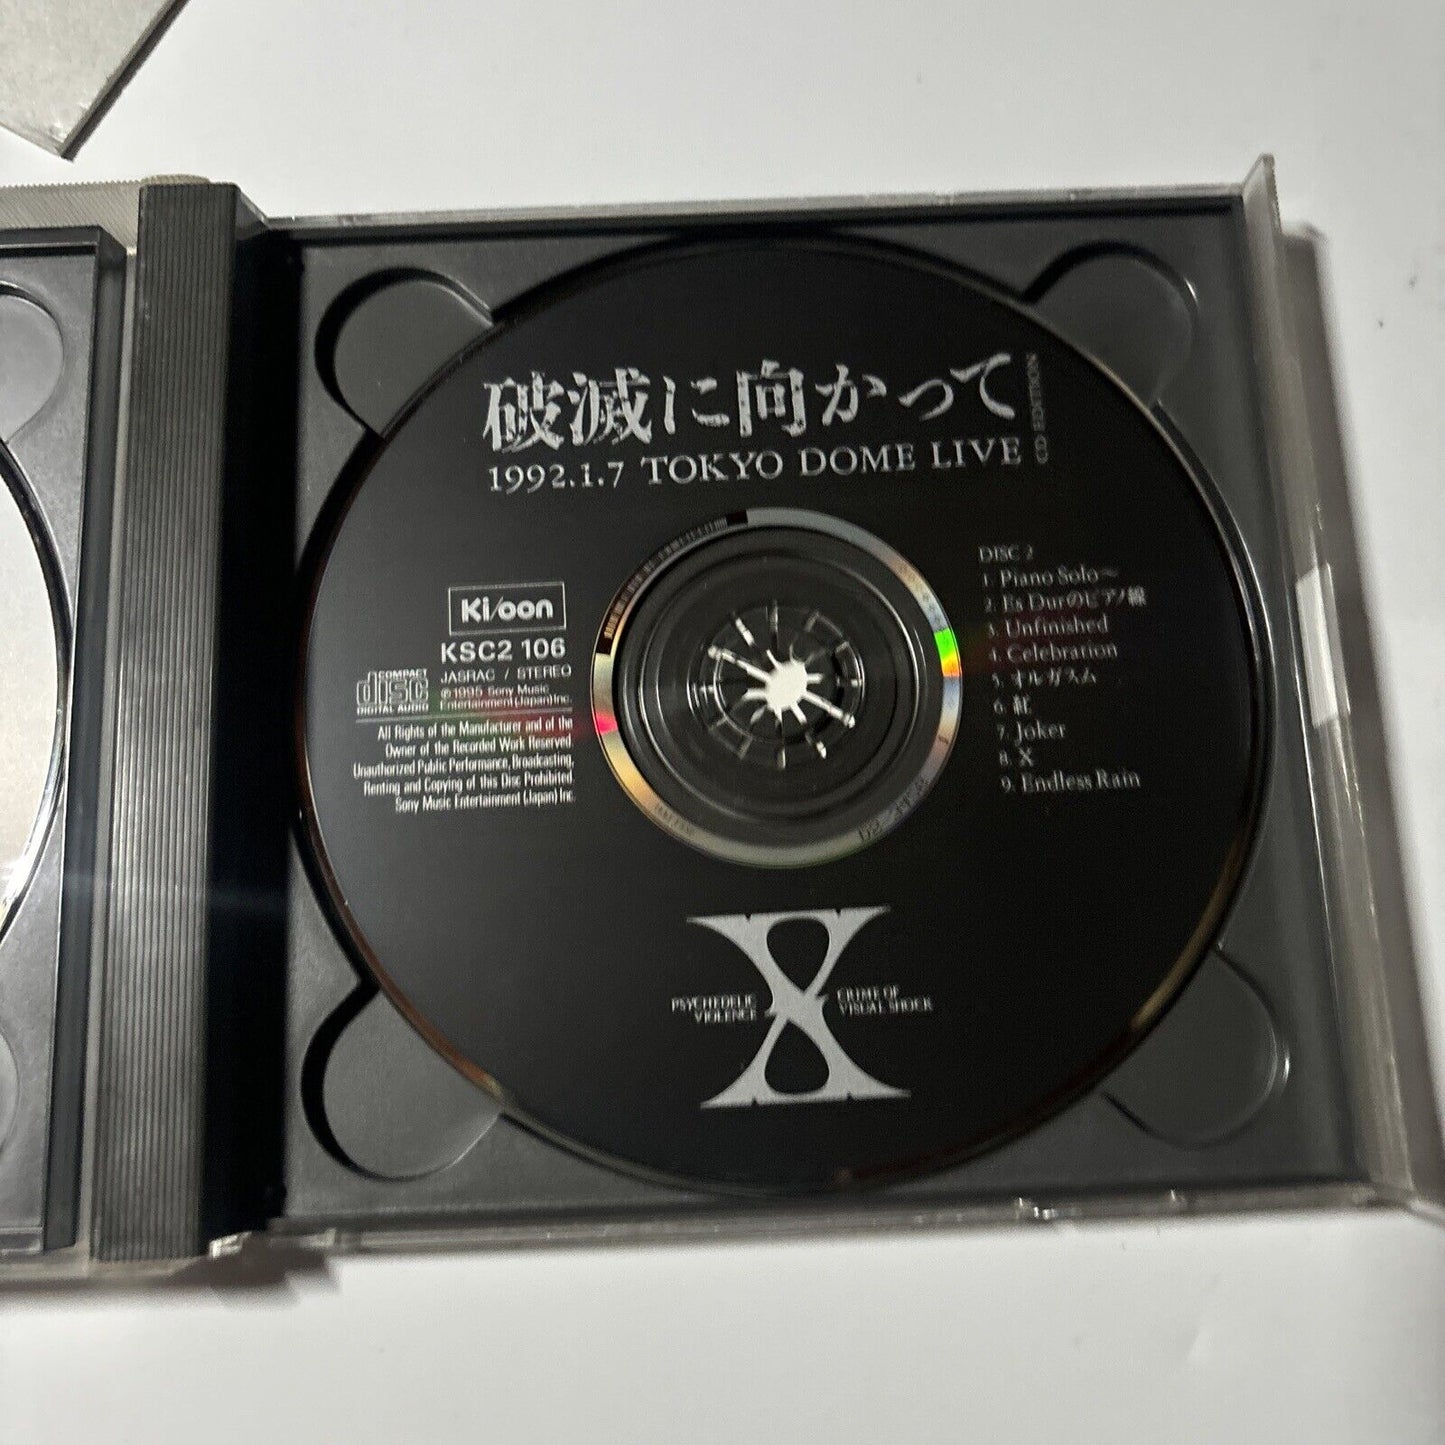 破滅に向かって
1992.1.7 TOKYO DOME LIVE
CD EDITION
Ki/oon
KSC2 106
COMPACT
disc
DIGITAL AUDIO
JASRAC / STEREO
℗1995 Sony Music
Entertainment (Japan) Inc.
All Rights of the Manufacturer and of the
Owner of the Recorded Work Reserved
Unauthorized Public Performance, Broadcasting,
Renting and Copying of this Disc Prohibited.
Sony Music Entertainment (Japan) Inc.
DISC 2
1. Piano Solo~
2. Es Durのピアノ線
3. Unfinished
4. Celebration
5. オルガスム
6. 紅
7. Joker
8. X
9. Endless Rain
X
PSYCHEDELIC
VIOLENCE
CRIME OF
VISUAL SHOCK